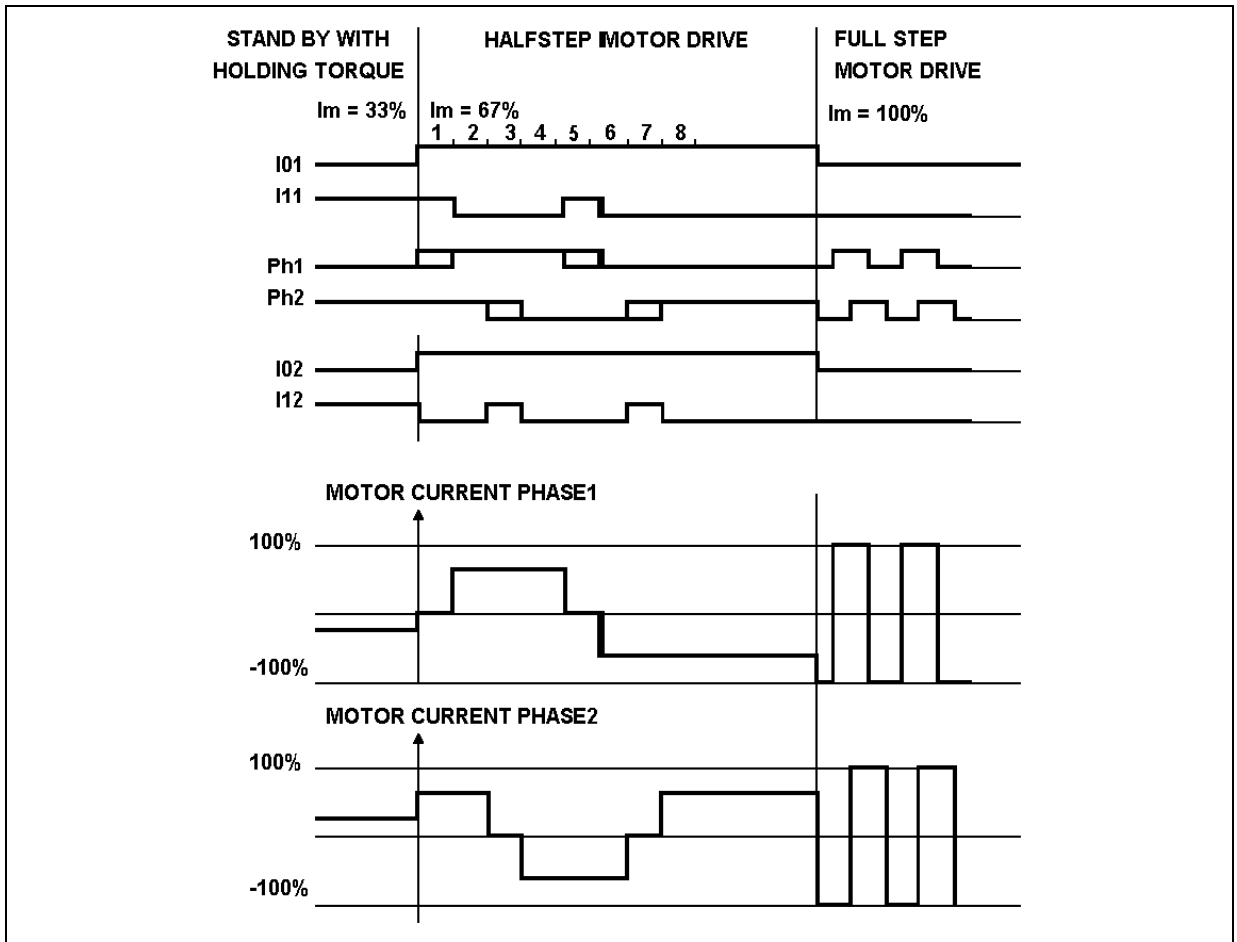 STAND BY WITH
HOLDING TORQUE
Im = 33%
HALFSTEP MOTOR DRIVE
Im = 67%
1 2 3 4 5 6 7 8
FULL STEP
MOTOR DRIVE
Im = 100%
I01
I11
Ph1
Ph2
I02
I12
MOTOR CURRENT PHASE1
100%
-100%
MOTOR CURRENT PHASE2
100%
-100%